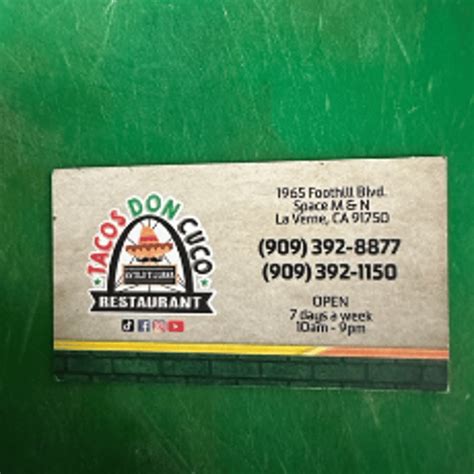 TACOS DON CUCO
RESTAURANT
1965 Foothill Blvd.
Space M & N
La Verne, CA 91750
(909) 392-8877
(909) 392-1150
OPEN
7 days a week
10am - 9pm